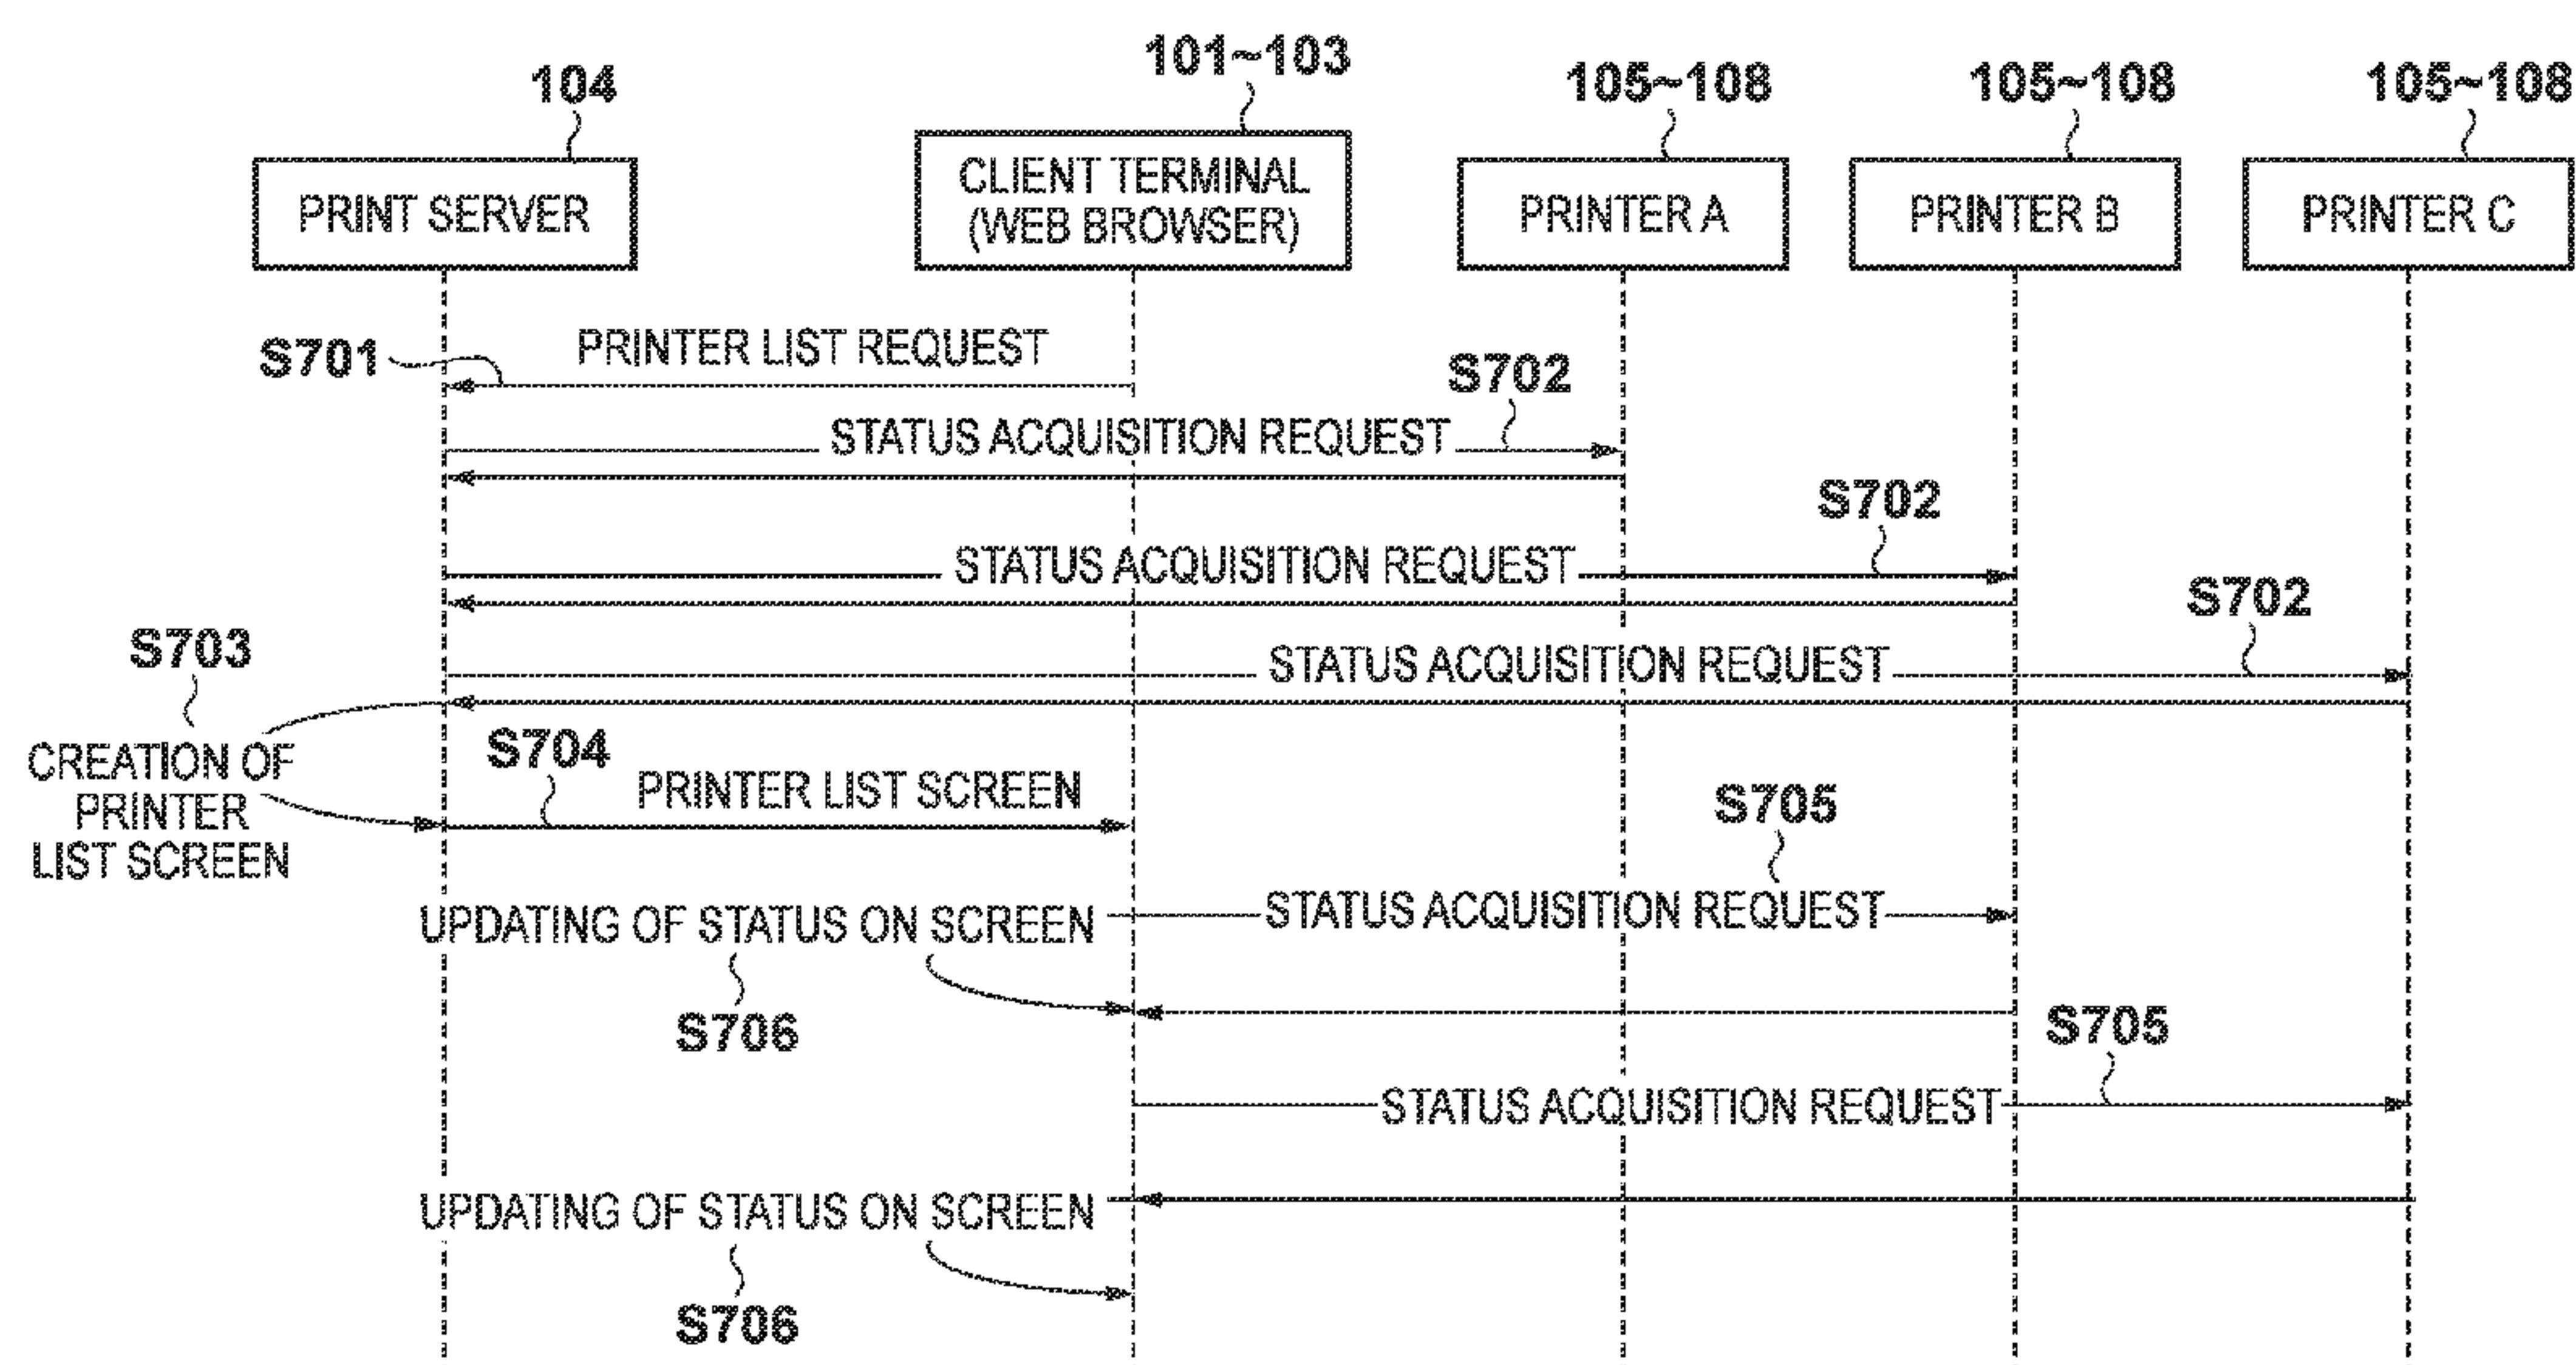 104
101~103
105~108
105~108
105~108
PRINT SERVER
CLIENT TERMINAL
(WEB BROWSER)
PRINTER A
PRINTER B
PRINTER C
S701
PRINTER LIST REQUEST
S702
STATUS ACQUISITION REQUEST
S702
STATUS ACQUISITION REQUEST
S702
STATUS ACQUISITION REQUEST
S703
CREATION OF
PRINTER
LIST SCREEN
S704
PRINTER LIST SCREEN
S705
UPDATING OF STATUS ON SCREEN
STATUS ACQUISITION REQUEST
S706
S705
STATUS ACQUISITION REQUEST
UPDATING OF STATUS ON SCREEN
S706